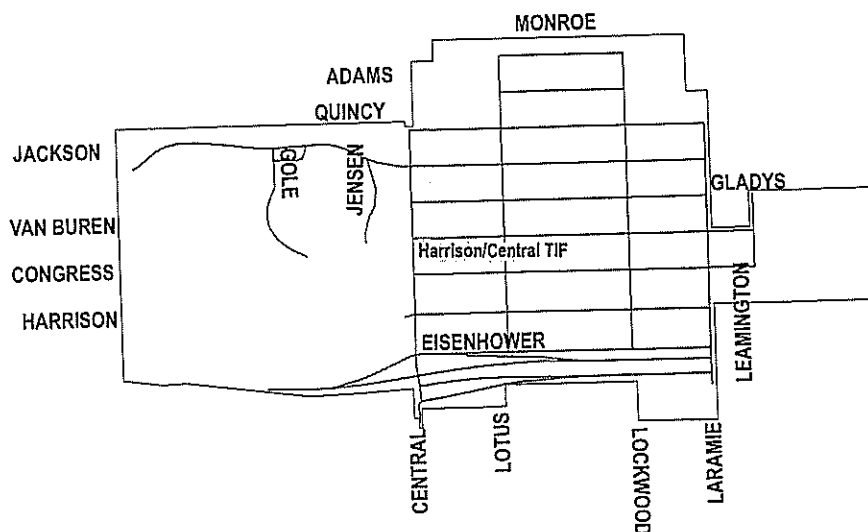 MONROE
ADAMS
QUINCY
JACKSON
GOLE
JENSEN
GLADYS
VAN BUREN
Harrison/Central TIF
CONGRESS
HARRISON
EISENHOWER
LEAMINGTON
CENTRAL
LOTUS
LOCKWOOD
LARAMIE